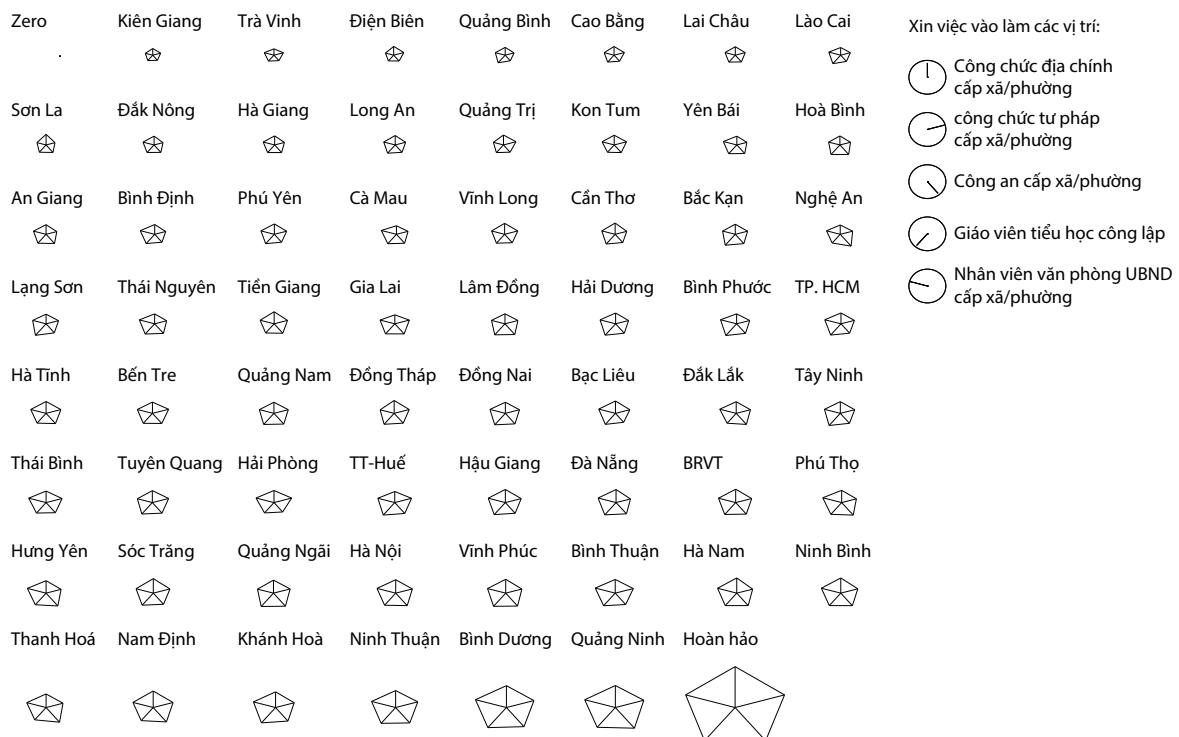 Zero Kiên Giang Trà Vinh Điện Biên Quảng Bình Cao Bằng Lai Châu Lào Cai
Sơn La Đắk Nông Hà Giang Long An Quảng Trị Kon Tum Yên Bái Hoà Bình
An Giang Bình Định Phú Yên Cà Mau Vĩnh Long Cần Thơ Bắc Kạn Nghệ An
Lạng Sơn Thái Nguyên Tiền Giang Gia Lai Lâm Đồng Hải Dương Bình Phước TP. HCM
Hà Tĩnh Bến Tre Quảng Nam Đồng Tháp Đồng Nai Bạc Liêu Đắk Lắk Tây Ninh
Thái Bình Tuyên Quang Hải Phòng TT-Huế Hậu Giang Đà Nẵng BRVT Phú Thọ
Hưng Yên Sóc Trăng Quảng Ngãi Hà Nội Vĩnh Phúc Bình Thuận Hà Nam Ninh Bình
Thanh Hoá Nam Định Khánh Hoà Ninh Thuận Bình Dương Quảng Ninh Hoàn hảo
Xin việc vào làm các vị trí:
Công chức địa chính
cấp xã/phường
công chức tư pháp
cấp xã/phường
Công an cấp xã/phường
Giáo viên tiểu học công lập
Nhân viên văn phòng UBND
cấp xã/phường